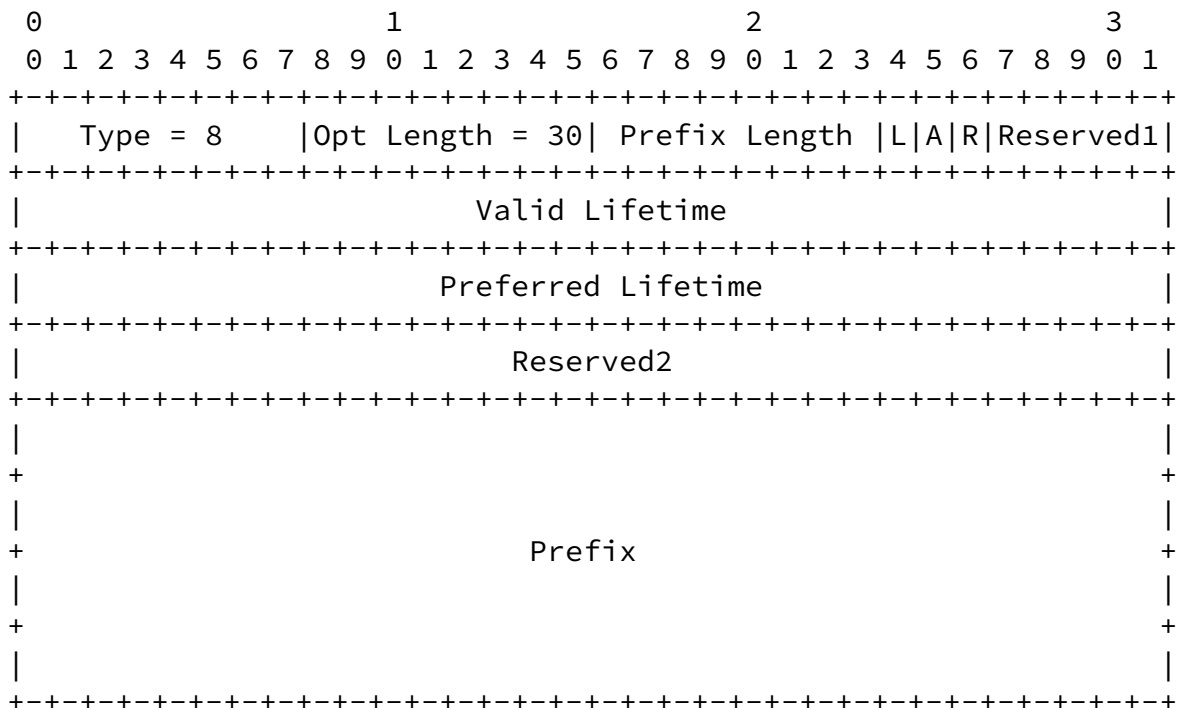 0                   1                   2                   3
 0 1 2 3 4 5 6 7 8 9 0 1 2 3 4 5 6 7 8 9 0 1 2 3 4 5 6 7 8 9 0 1
+-+-+-+-+-+-+-+-+-+-+-+-+-+-+-+-+-+-+-+-+-+-+-+-+-+-+-+-+-+-+-+-+
|   Type = 8    |Opt Length = 30| Prefix Length |L|A|R|Reserved1|
+-+-+-+-+-+-+-+-+-+-+-+-+-+-+-+-+-+-+-+-+-+-+-+-+-+-+-+-+-+-+-+-+
|                         Valid Lifetime                        |
+-+-+-+-+-+-+-+-+-+-+-+-+-+-+-+-+-+-+-+-+-+-+-+-+-+-+-+-+-+-+-+-+
|                       Preferred Lifetime                      |
+-+-+-+-+-+-+-+-+-+-+-+-+-+-+-+-+-+-+-+-+-+-+-+-+-+-+-+-+-+-+-+-+
|                           Reserved2                           |
+-+-+-+-+-+-+-+-+-+-+-+-+-+-+-+-+-+-+-+-+-+-+-+-+-+-+-+-+-+-+-+-+
|                                                               |
+                                                               +
|                                                               |
+                            Prefix                             +
|                                                               |
+                                                               +
|                                                               |
+-+-+-+-+-+-+-+-+-+-+-+-+-+-+-+-+-+-+-+-+-+-+-+-+-+-+-+-+-+-+-+-+